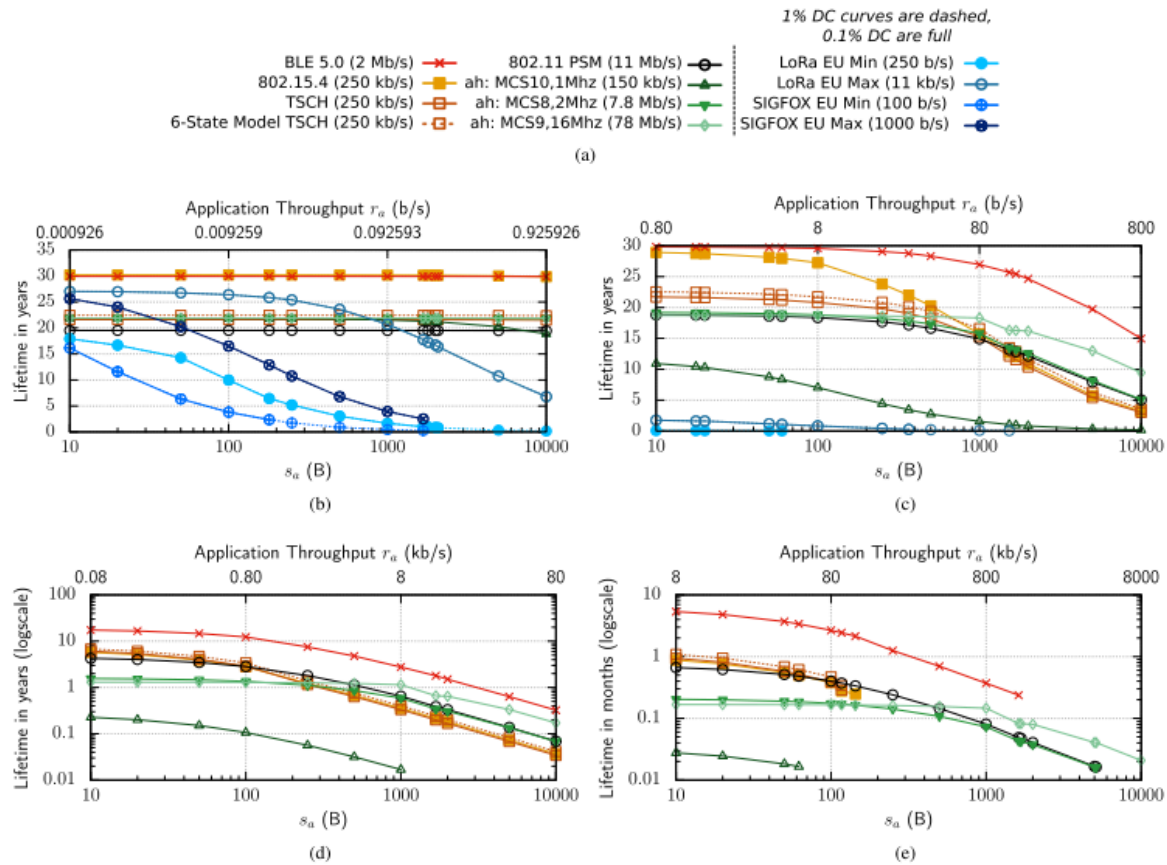 1% DC curves are dashed,
0.1% DC are full
BLE 5.0 (2 Mb/s) 802.11 PSM (11 Mb/s) LoRa EU Min (250 b/s)
802.15.4 (250 kb/s) ah: MCS10,1Mhz (150 kb/s) LoRa EU Max (11 kb/s)
TSCH (250 kb/s) ah: MCS8,2Mhz (7.8 Mb/s) SIGFOX EU Min (100 b/s)
6-State Model TSCH (250 kb/s) ah: MCS9,16Mhz (78 Mb/s) SIGFOX EU Max (1000 b/s)
(a)
Application Throughput r_a (b/s)
0.000926 0.009259 0.092593 0.925926
35
30
25
20
15
10
5
0
Lifetime in years
10 100 1000 10000
s_a (B)
(b)
Application Throughput r_a (b/s)
0.80 8 80 800
30
25
20
15
10
5
0
Lifetime in years
10 100 1000 10000
s_a (B)
(c)
Application Throughput r_a (kb/s)
0.08 0.80 8 80
100
10
1
0.1
0.01
Lifetime in years (logscale)
10 100 1000 10000
s_a (B)
(d)
Application Throughput r_a (kb/s)
8 80 800 8000
10
1
0.1
0.01
Lifetime in months (logscale)
10 100 1000 10000
s_a (B)
(e)